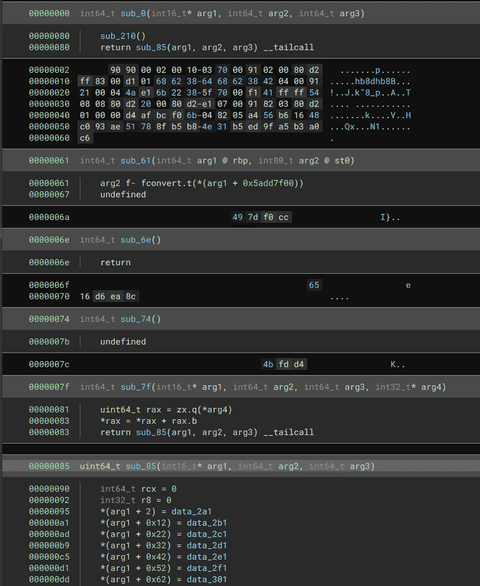 00000000 int64_t sub_0(int16_t* arg1, int64_t arg2, int64_t arg3)
00000080 sub_210()
00000080 return sub_85(arg1, arg2, arg3) __tailcall
00000002 90 90 00 02 00 10-03 70 00 91 02 00 80 d2 .......p......
00000010 ff 83 00 d1 01 68 62 38-64 68 62 38 42 04 00 91 .....hb8dhb8B...
00000020 21 00 04 4a e1 6b 22 38-5f 70 00 f1 41 ff ff 54 !..J.k"8_p..A..T
00000030 08 08 80 d2 20 00 80 d2-e1 07 00 91 82 03 80 d2 .... ...........
00000040 01 00 00 d4 af bc f0 6b-04 82 05 a4 56 b6 16 48 .......k....V..H
00000050 c0 93 ae 51 78 8f b5 b8-4e 31 b5 ed 9f a5 b3 a0 ...Qx...N1......
00000060 c6 .
00000061 int64_t sub_61(int64_t arg1 @ rbp, int80_t arg2 @ st0)
00000061 arg2 f- fconvert.t(*(arg1 + 0x5add7f00))
00000067 undefined
0000006a 49 7d f0 cc I}..
0000006e int64_t sub_6e()
0000006e return
0000006f 65 e
00000070 16 d6 ea 8c ....
00000074 int64_t sub_74()
0000007b undefined
0000007c 4b fd d4 K..
0000007f int64_t sub_7f(int16_t* arg1, int64_t arg2, int64_t arg3, int32_t* arg4)
00000081 uint64_t rax = zx.q(*arg4)
00000083 *rax = *rax + rax.b
00000083 return sub_85(arg1, arg2, arg3) __tailcall
00000085 uint64_t sub_85(int16_t* arg1, int64_t arg2, int64_t arg3)
00000090 int64_t rcx = 0
00000092 int32_t r8 = 0
00000095 *(arg1 + 2) = data_2a1
000000a1 *(arg1 + 0x12) = data_2b1
000000ad *(arg1 + 0x22) = data_2c1
000000b9 *(arg1 + 0x32) = data_2d1
000000c5 *(arg1 + 0x42) = data_2e1
000000d1 *(arg1 + 0x52) = data_2f1
000000dd *(arg1 + 0x62) = data_301